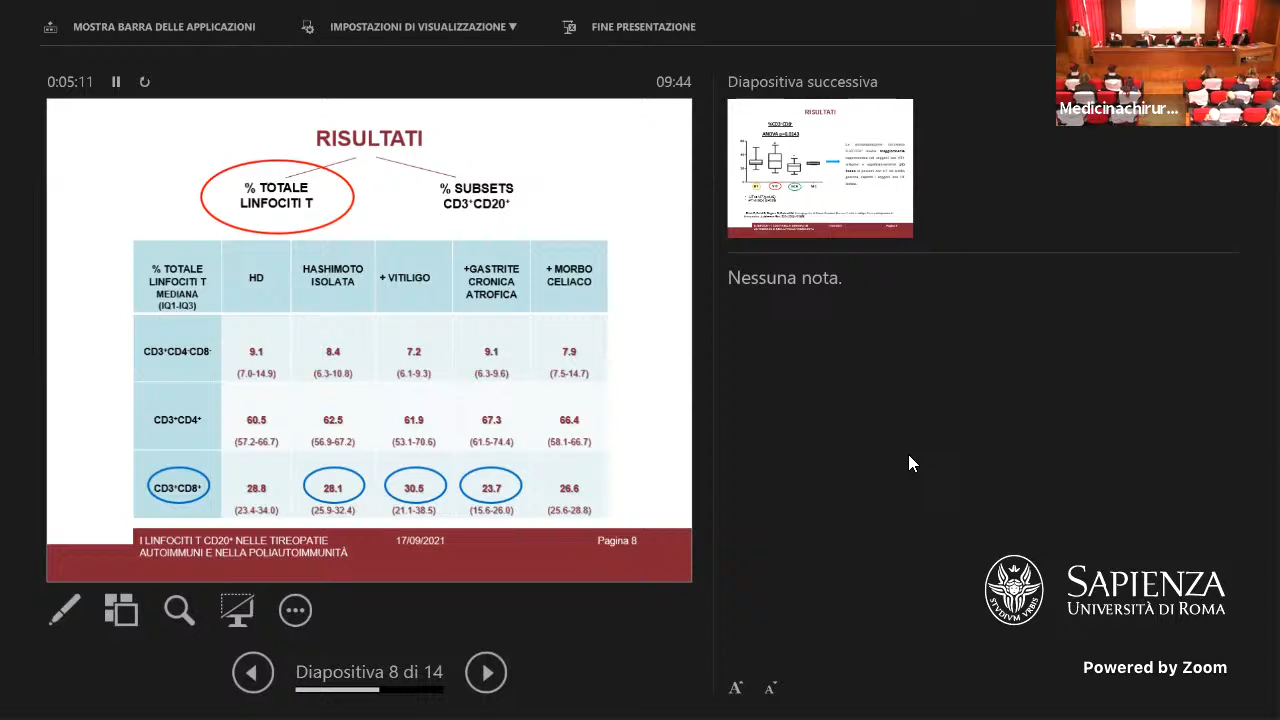 MOSTRA BARRA DELLE APPLICAZIONI
IMPOSTAZIONI DI VISUALIZZAZIONE ▼
FINE PRESENTAZIONE
0:05:11
09:44
RISULTATI
% TOTALE
LINFOCITI T
% SUBSETS
CD3⁺CD20⁺
% TOTALE
LINFOCITI T
MEDIANA
(IQ1-IQ3)
HD
HASHIMOTO
ISOLATA
+ VITILIGO
+GASTRITE
CRONICA
ATROFICA
+ MORBO
CELIACO
CD3⁺CD4⁻CD8⁻
9.1
8.4
7.2
9.1
7.9
(7.0-14.9)
(6.3-10.8)
(6.1-9.3)
(6.3-9.6)
(7.5-14.7)
CD3⁺CD4⁺
60.5
62.5
61.9
67.3
66.4
(57.2-66.7)
(56.9-67.2)
(53.1-70.6)
(61.5-74.4)
(58.1-66.7)
CD3⁺CD8⁺
28.8
28.1
30.5
23.7
26.6
(23.4-34.0)
(25.9-32.4)
(21.1-38.5)
(15.6-26.0)
(25.6-28.8)
I LINFOCITI T CD20⁺ NELLE TIREOPATIE
AUTOIMMUNI E NELLA POLIAUTOIMMUNITÀ
17/09/2021
Pagina 8
Diapositiva 8 di 14
Diapositiva successiva
RISULTATI
%CD3⁺CD8⁺
ANOVA p=0.0143
Nessuna nota.
Medicinachirur...
SAPIENZA
UNIVERSITÀ DI ROMA
STUDIUM URBIS
Powered by Zoom
A
A